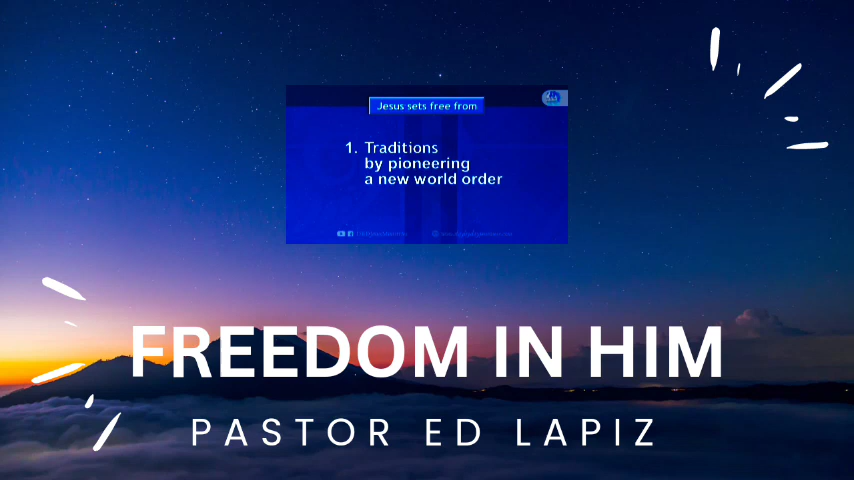 Jesus sets free from
1. Traditions
by pioneering
a new world order
FREEDOM IN HIM
PASTOR ED LAPIZ